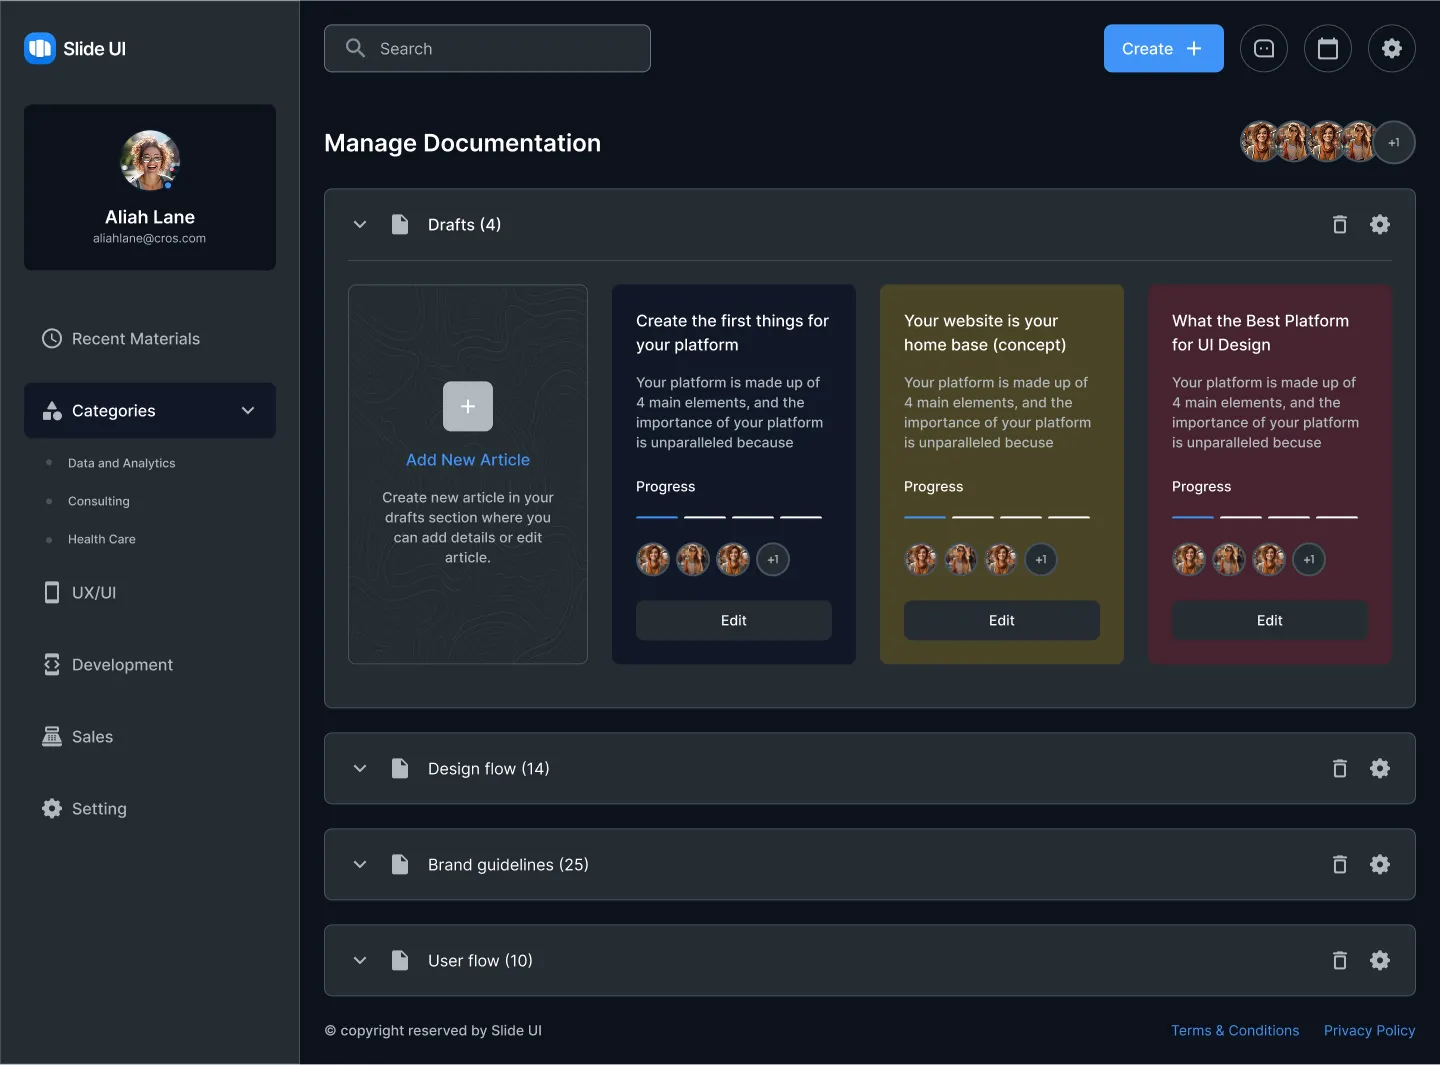 Slide UI
Search
Create
Manage Documentation
+1
Aliah Lane
aliahlane@cros.com
Recent Materials
Categories
Data and Analytics
Consulting
Health Care
UX/UI
Development
Sales
Setting
Drafts (4)
Add New Article
Create new article in your
drafts section where you
can add details or edit
article.
Create the first things for
your platform
Your platform is made up of
4 main elements, and the
importance of your platform
is unparalleled because
Progress
+1
Edit
Your website is your
home base (concept)
Your platform is made up of
4 main elements, and the
importance of your platform
is unparalleled becuse
Progress
+1
Edit
What the Best Platform
for UI Design
Your platform is made up of
4 main elements, and the
importance of your platform
is unparalleled becuse
Progress
+1
Edit
Design flow (14)
Brand guidelines (25)
User flow (10)
© copyright reserved by Slide UI
Terms & Conditions
Privacy Policy